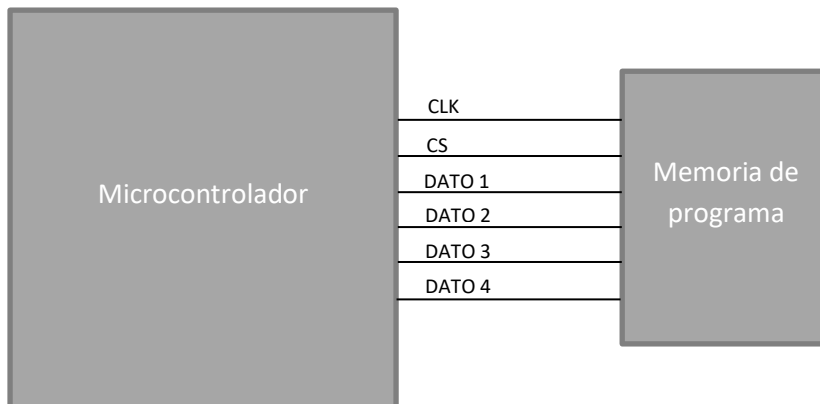 Microcontrolador
CLK
CS
DATO 1
DATO 2
DATO 3
DATO 4
Memoria de
programa